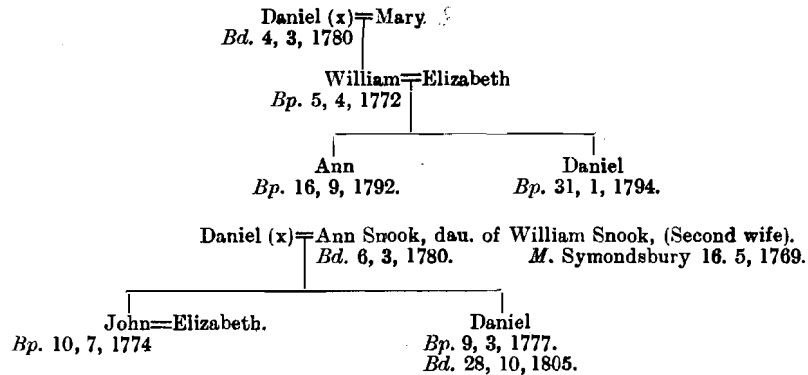 Daniel (x)=Mary.
Bd. 4, 3, 1780
William=Elizabeth
Bp. 5, 4, 1772
Ann Daniel
Bp. 16, 9, 1792. Bp. 31, 1, 1794.
Daniel (x)=Ann Snook, dau. of William Snook, (Second wife).
Bd. 6, 3, 1780. M. Symondsbury 16. 5, 1769.
John=Elizabeth. Daniel
Bp. 10, 7, 1774 Bp. 9, 3, 1777.
Bd. 28, 10, 1805.